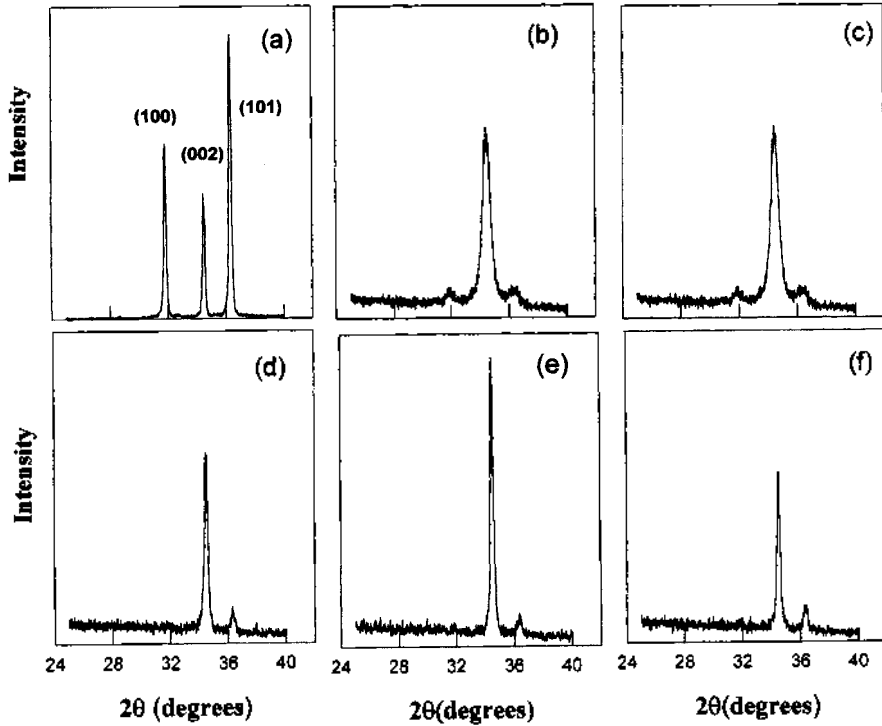 (a)
(b)
(c)
Intensity
(100)
(002)
(101)
(d)
(e)
(f)
Intensity
24 28 32 36 40
24 28 32 36 40
24 28 32 36 40
2θ (degrees)
2θ(degrees)
2θ(degrees)